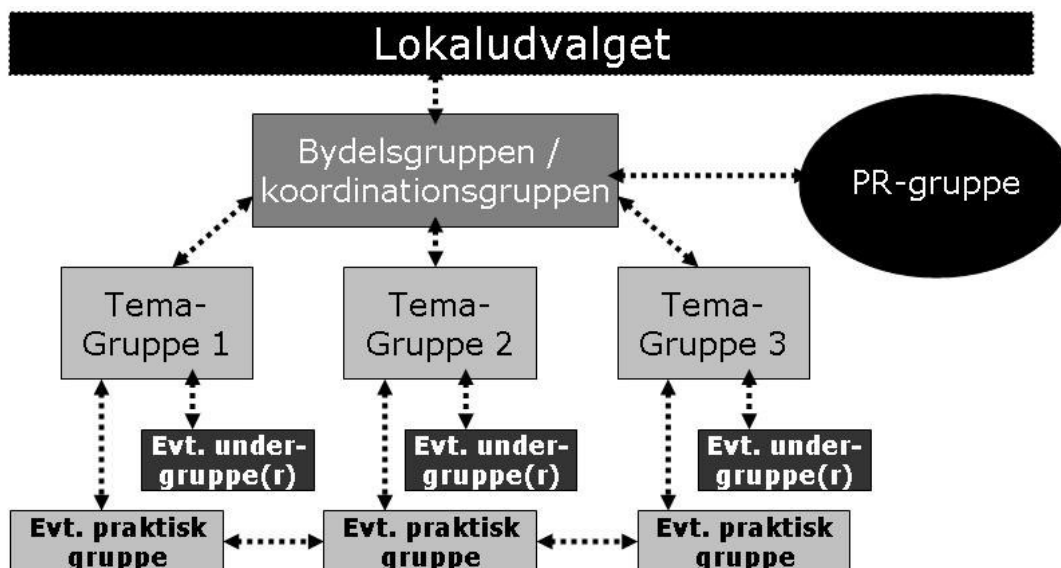 Lokaludvalget
Bydelsgruppen /
koordinationsgruppen
PR-gruppe
Tema-
Gruppe 1
Tema-
Gruppe 2
Tema-
Gruppe 3
Evt. under-
gruppe(r)
Evt. under-
gruppe(r)
Evt. under-
gruppe(r)
Evt. praktisk
gruppe
Evt. praktisk
gruppe
Evt. praktisk
gruppe